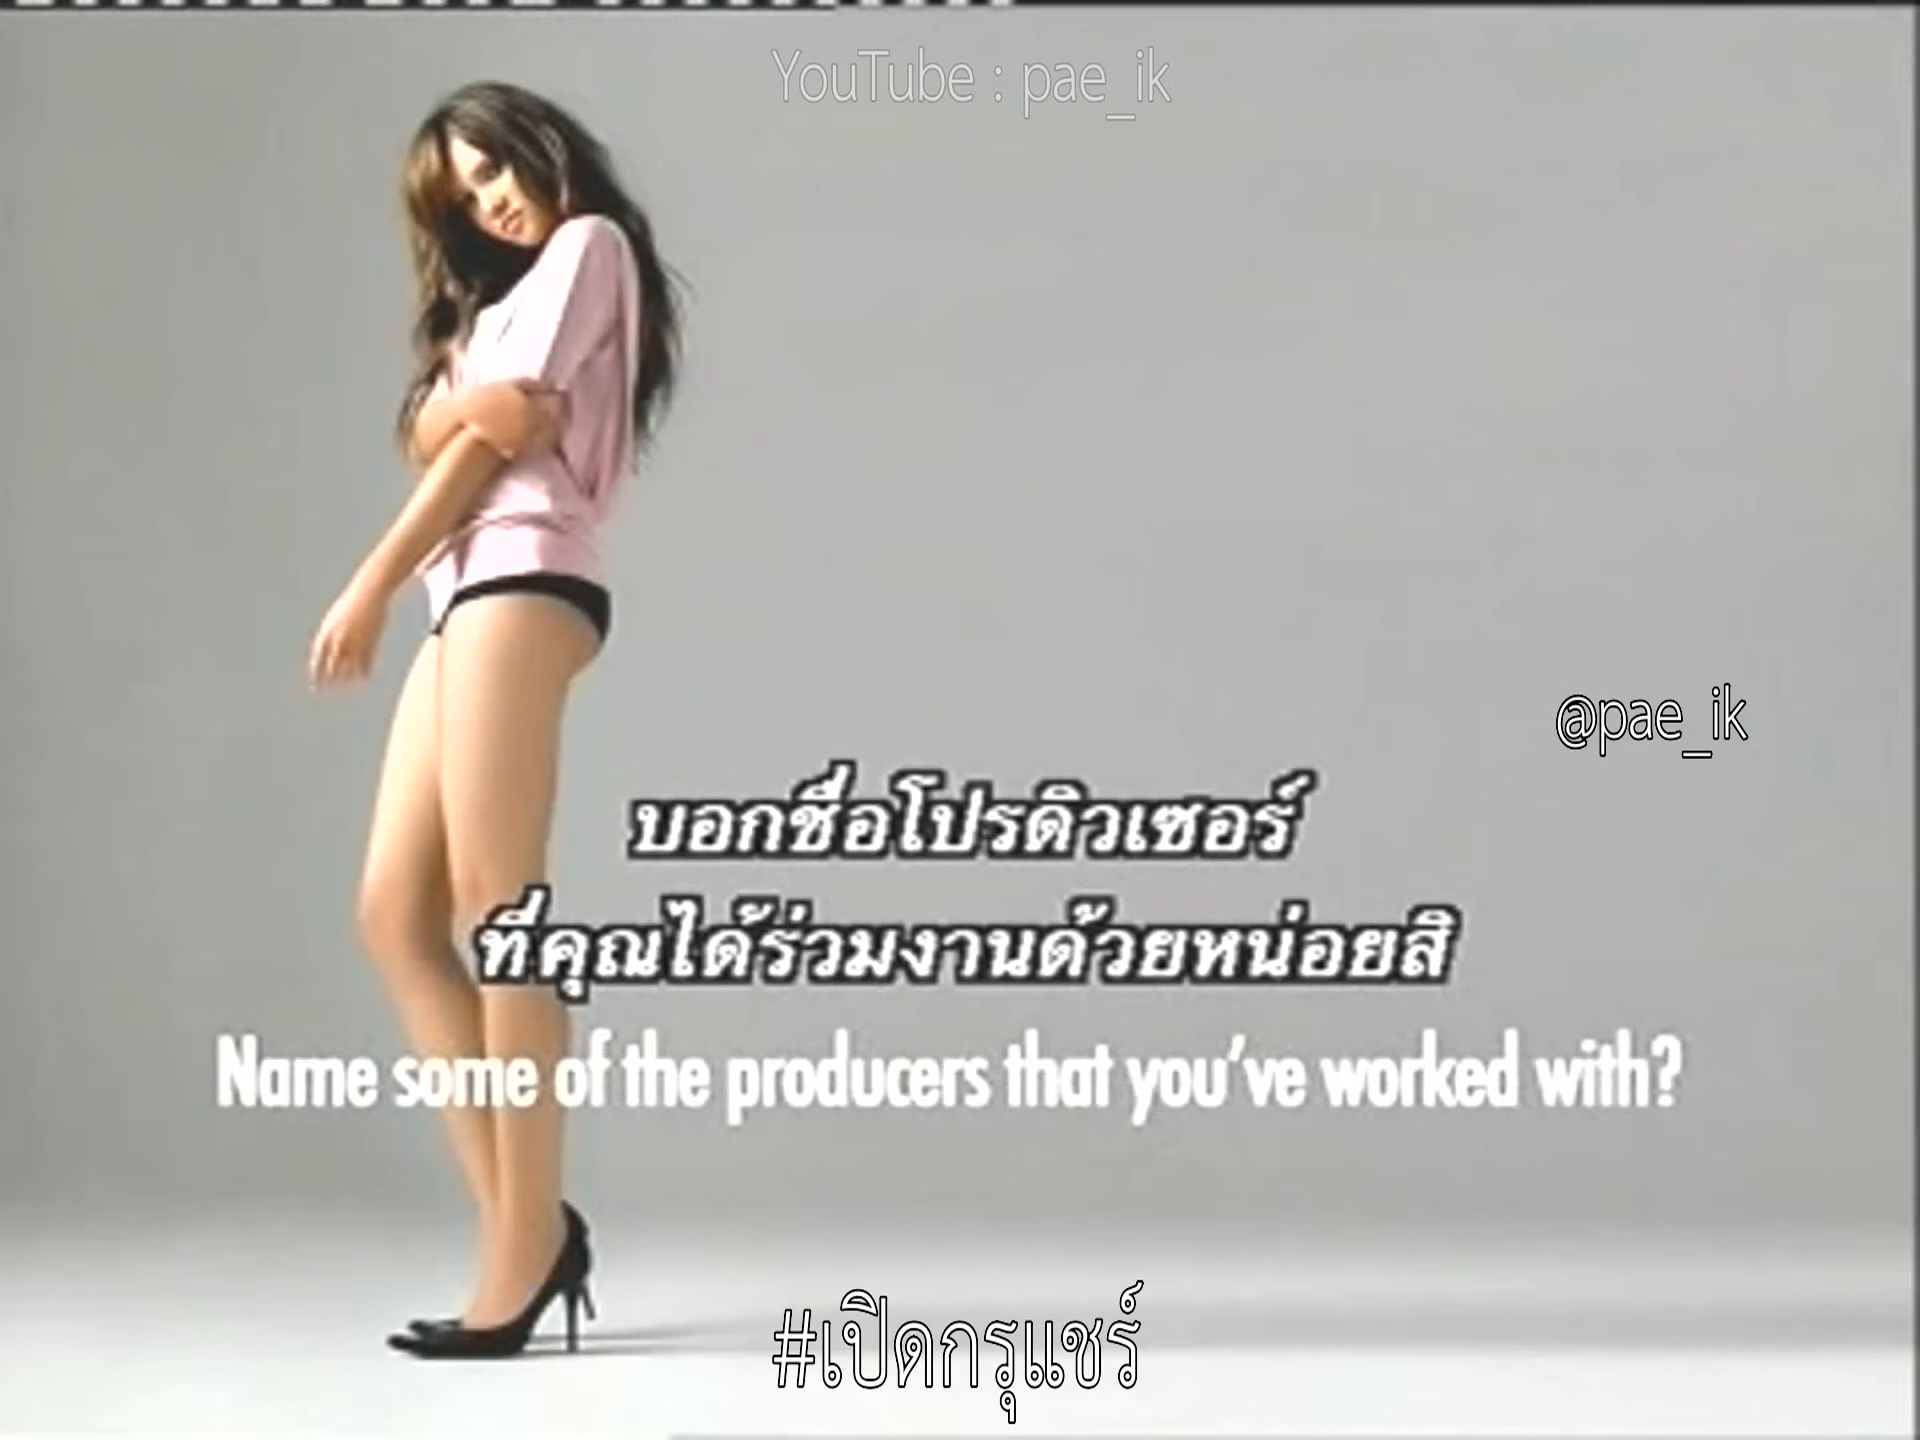 YouTube : pae_ik
@pae_ik
บอกชื่อโปรดิวเซอร์
ที่คุณได้ร่วมงานด้วยหน่อยสิ
Name some of the producers that you've worked with?
#เปิดกรุแชร์